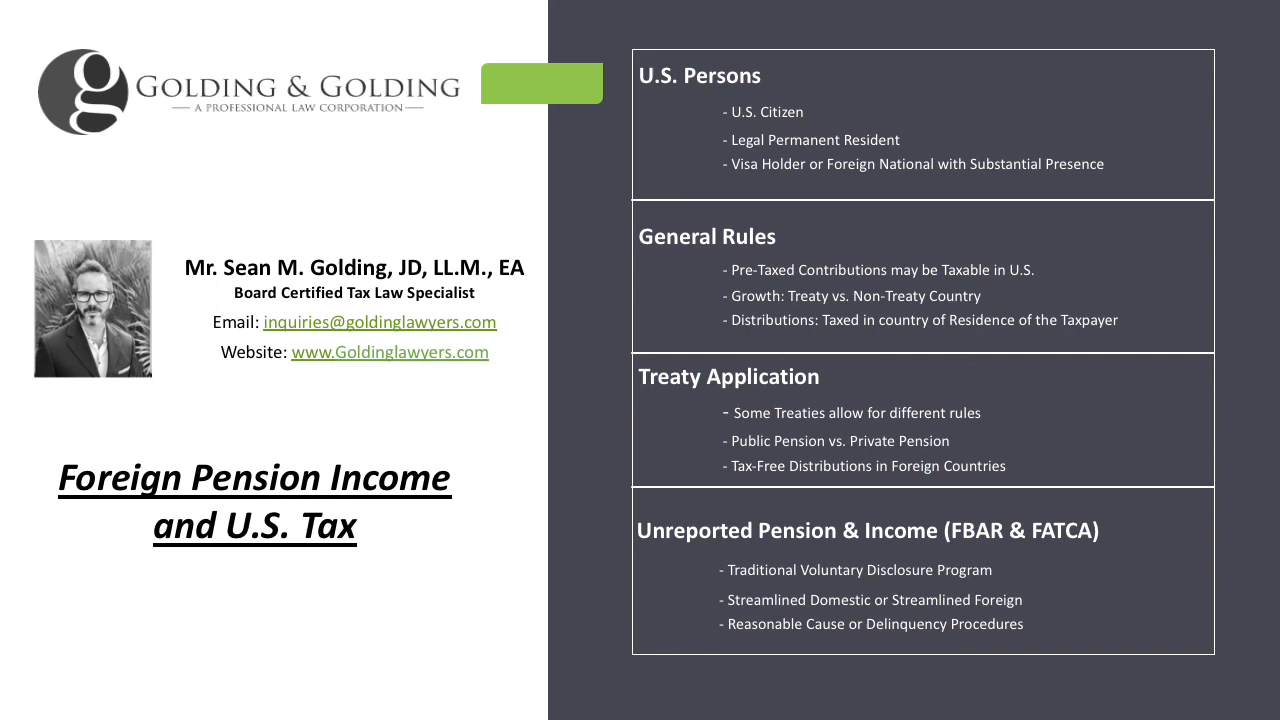 g
GOLDING & GOLDING
A PROFESSIONAL LAW CORPORATION
Mr. Sean M. Golding, JD, LL.M., EA
Board Certified Tax Law Specialist
Email: inquiries@goldinglawyers.com
Website: www.Goldinglawyers.com
Foreign Pension Income
and U.S. Tax
U.S. Persons
- U.S. Citizen
- Legal Permanent Resident
- Visa Holder or Foreign National with Substantial Presence
General Rules
- Pre-Taxed Contributions may be Taxable in U.S.
- Growth: Treaty vs. Non-Treaty Country
- Distributions: Taxed in country of Residence of the Taxpayer
Treaty Application
- Some Treaties allow for different rules
- Public Pension vs. Private Pension
- Tax-Free Distributions in Foreign Countries
Unreported Pension & Income (FBAR & FATCA)
- Traditional Voluntary Disclosure Program
- Streamlined Domestic or Streamlined Foreign
- Reasonable Cause or Delinquency Procedures